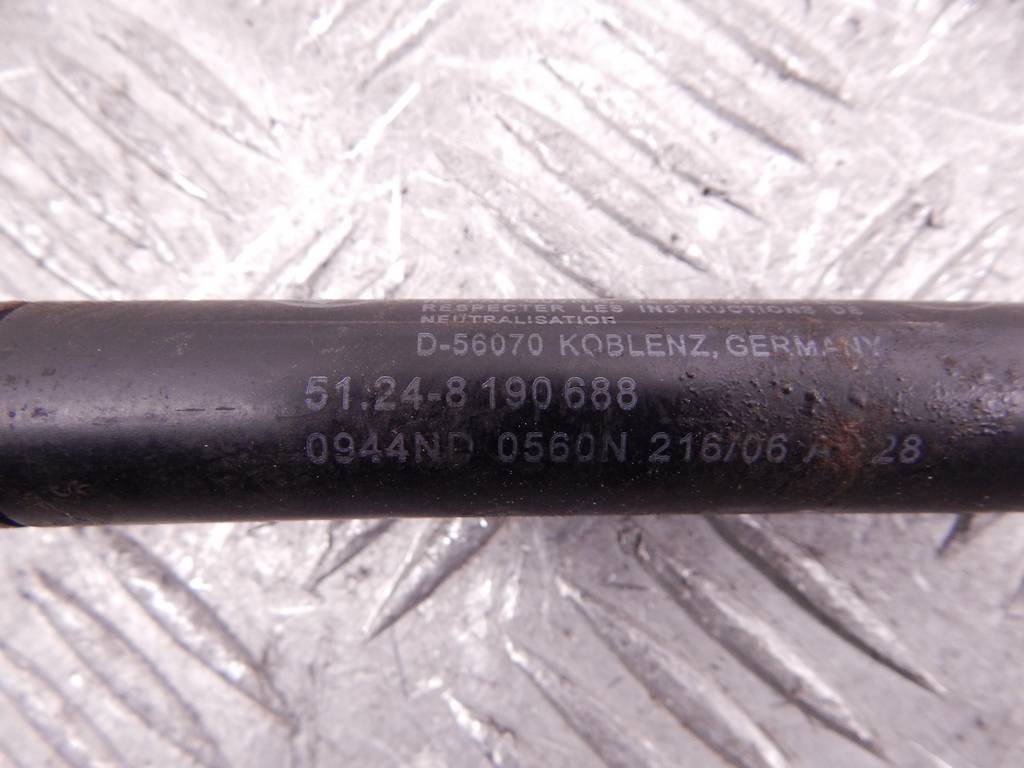 RESPECTER LES INSTRUCTIONS DE
NEUTRALISATION
D-56070 KOBLENZ, GERMANY
51.24-8 190 688
0944ND 0560N 216/06 28